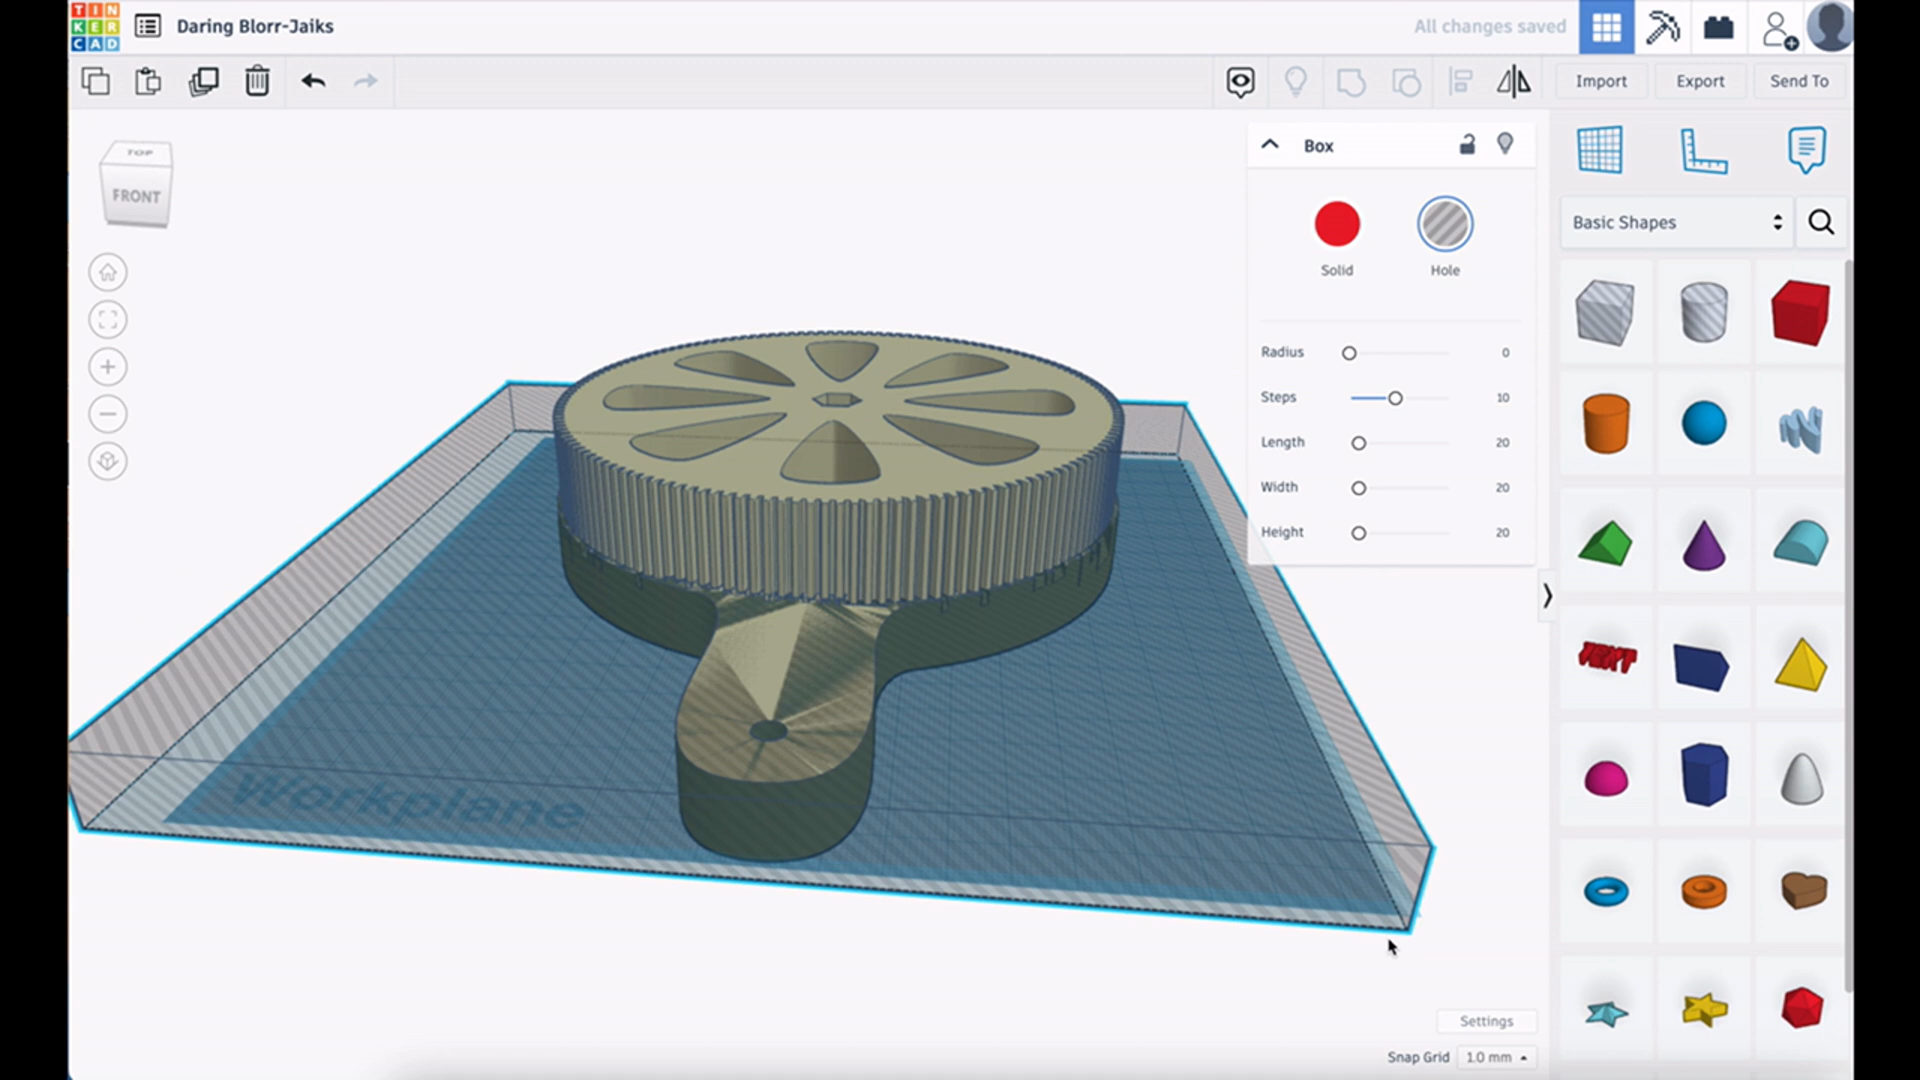 TIN
KER
CAD
Daring Blorr-Jaiks
All changes saved
Import
Export
Send To
TOP
FRONT
Box
Solid
Hole
Radius 0
Steps 10
Length 20
Width 20
Height 20
Basic Shapes
TEXT
Workplane
Settings
Snap Grid 1.0 mm